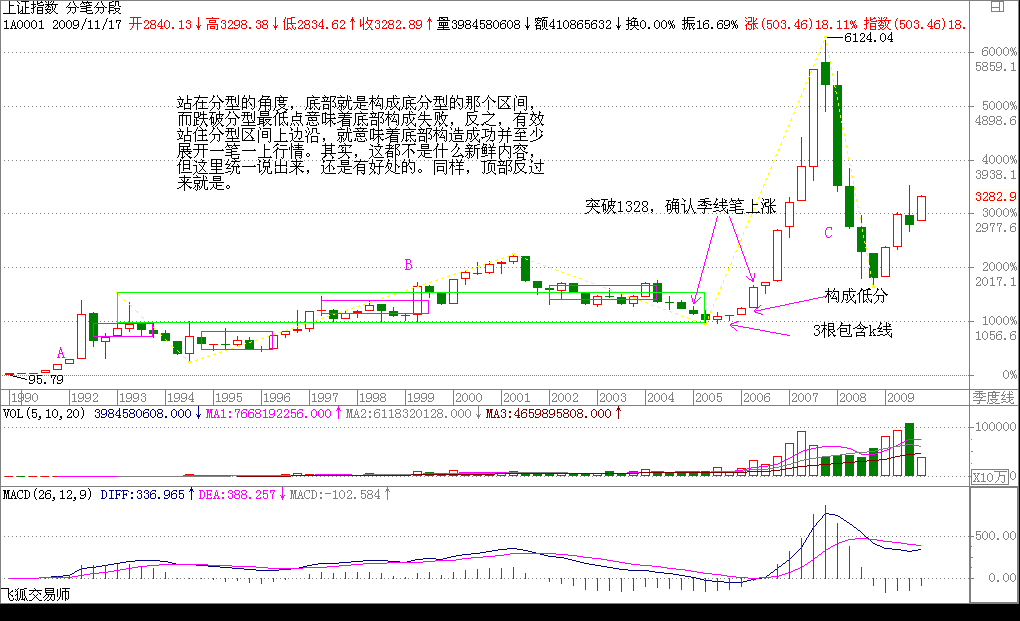 上证指数 分笔分段
1A0001 2009/11/17 开2840.13↓高3298.38↓低2834.62↑收3282.89↑量3984580608↓额410865632↓换0.00% 振16.69% 涨(503.46)18.11% 指数(503.46)18.
6124.04
6000%
5859.1
站在分型的角度，底部就是构成底分型的那个区间，
而跌破分型最低点意味着底部构成失败，反之，有效
站住分型区间上边沿，就意味着底部构造成功并至少
展开一笔一上行情。其实，这都不是什么新鲜内容，
但这里统一说出来，还是有好处的。同样，顶部反过
来就是。
5000%
4898.6
4000%
3938.1
3282.9
突破1328，确认季线笔上涨
3000%
2977.6
C
B
2000%
2017.1
构成低分
1000%
3根包含k线
1056.6
A
95.79
0%
1990 1992 1993 1994 1995 1996 1997 1998 1999 2000 2001 2002 2003 2004 2005 2006 2007 2008 2009 季度线
VOL(5,10,20) 3984580608.000↓MA1:7668192256.000↑MA2:6118320128.000↓MA3:4659895808.000↑
100000
X10万 0
MACD(26,12,9) DIFF:336.965↑DEA:388.257↓MACD:-102.584↑
500.00
0.00
飞狐交易师